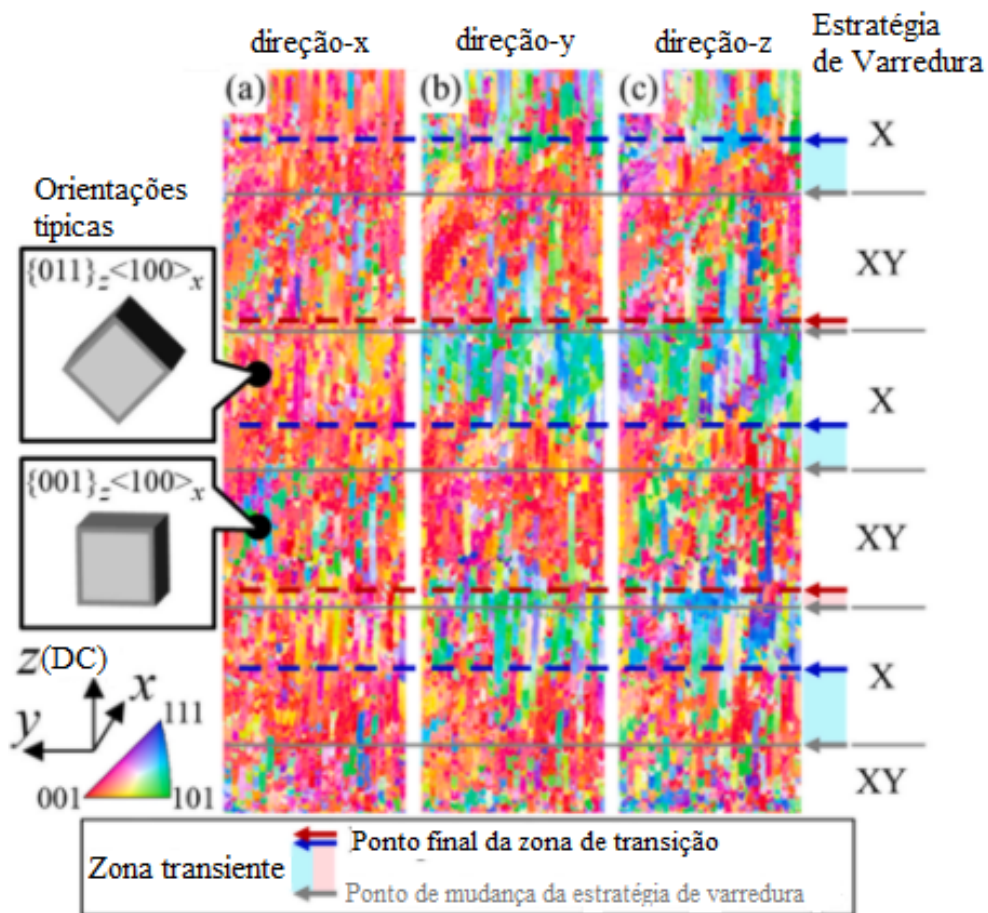 direção-x direção-y direção-z
Estratégia
de Varredura
(a) (b) (c)
X
Orientações
tipicas
{011}z<100>x
XY
X
{001}z<100>x
XY
z(DC)
x
y
111
001
101
X
XY
Ponto final da zona de transição
Zona transiente
Ponto de mudança da estratégia de varredura